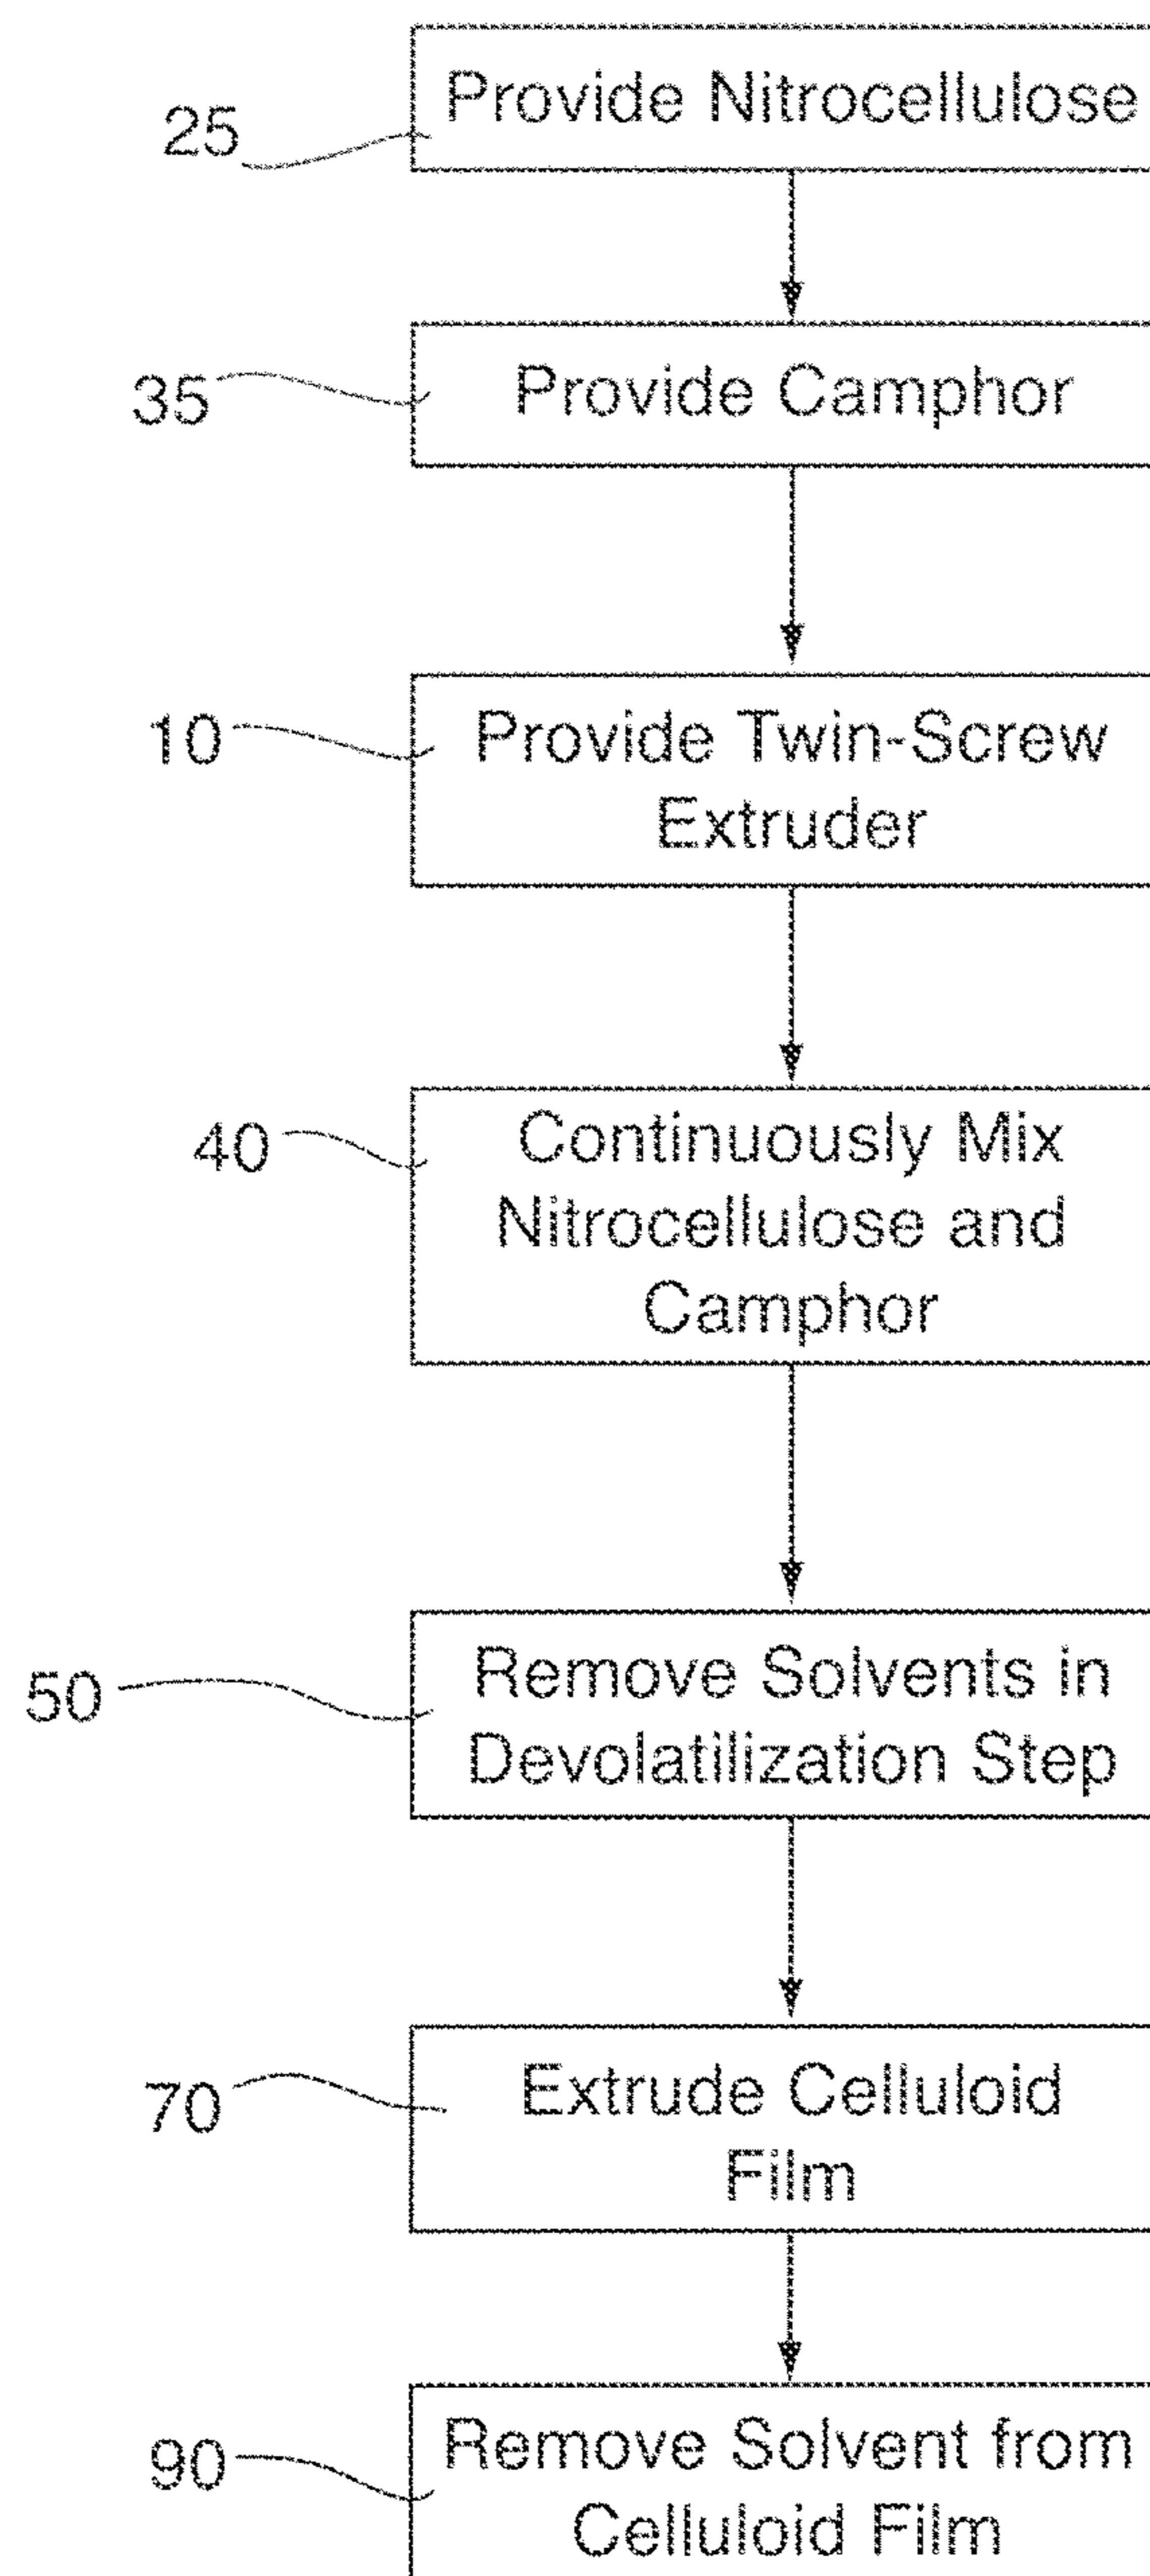 25
Provide Nitrocellulose
35
Provide Camphor
10
Provide Twin-Screw
Extruder
40
Continuously Mix
Nitrocellulose and
Camphor
50
Remove Solvents in
Devolatilization Step
70
Extrude Celluloid
Film
90
Remove Solvent from
Celluloid Film